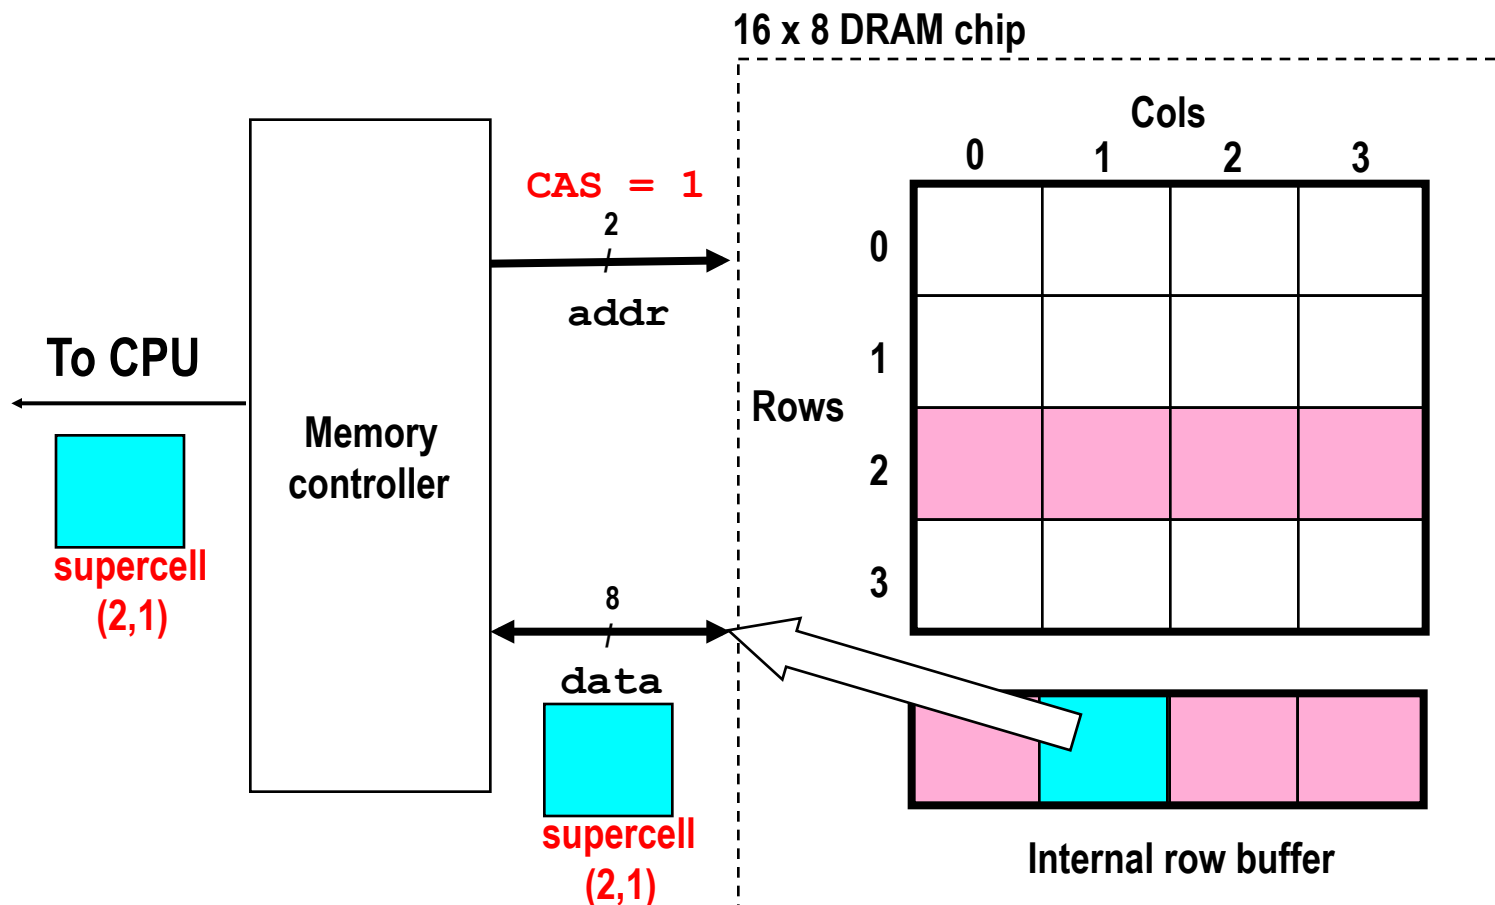 16 x 8 DRAM chip
Cols
0 1 2 3
CAS = 1
2
addr
0
1
2
3
Rows
To CPU
Memory
controller
supercell
(2,1)
8
data
supercell
(2,1)
Internal row buffer